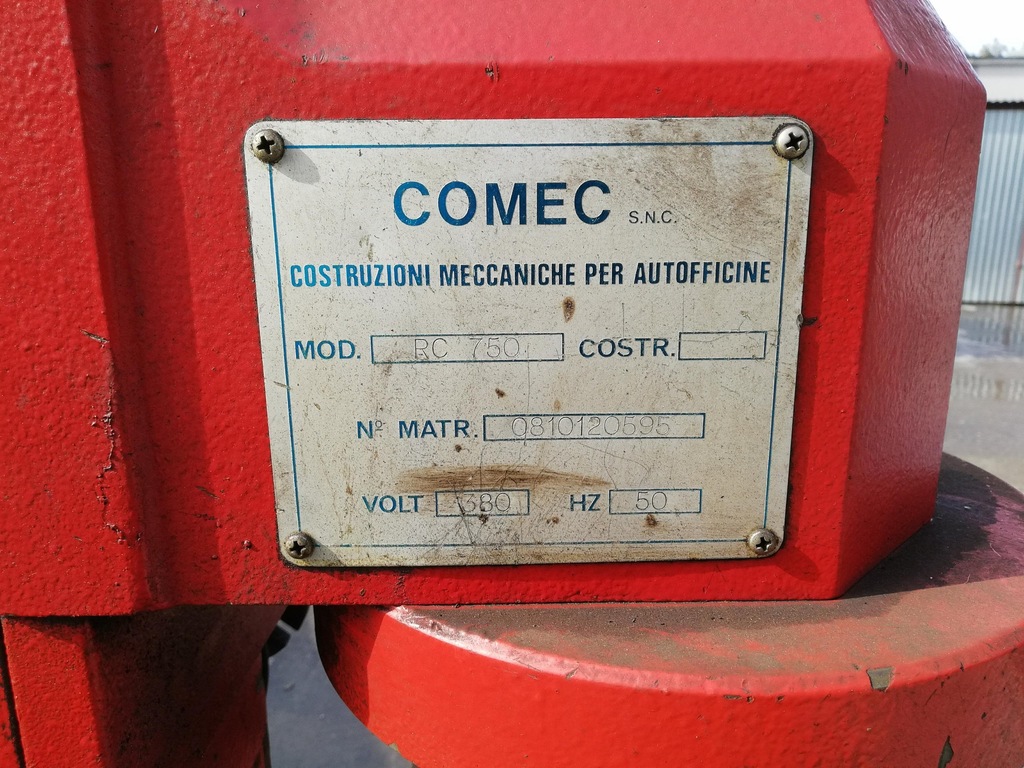 COMEC S.N.C.
COSTRUZIONI MECCANICHE PER AUTOFFICINE
MOD. RC 750 COSTR.
Nº MATR. 0810120595
VOLT 380 HZ 50